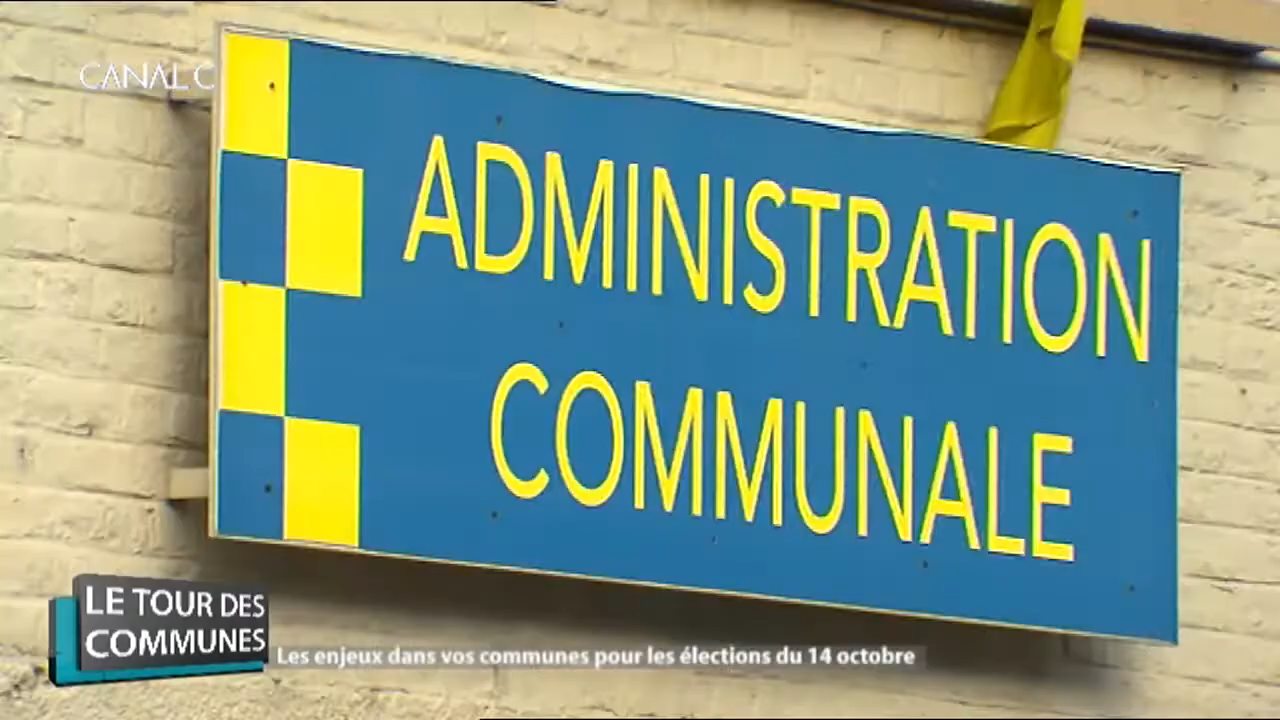 CANAL C
ADMINISTRATION
COMMUNALE
LE TOUR DES
COMMUNES
Les enjeux dans vos communes pour les élections du 14 octobre